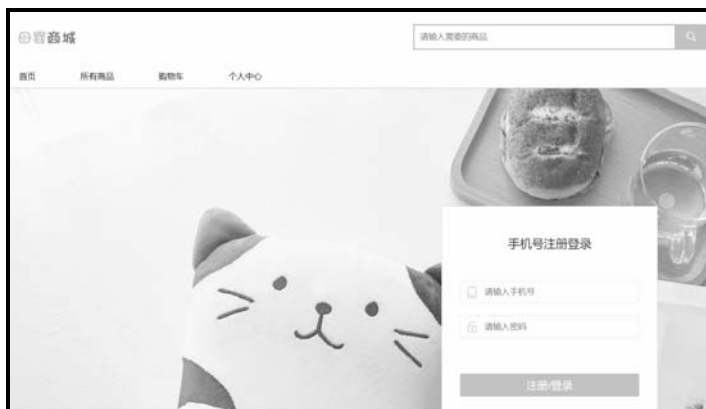 商城
请输入需要的商品
首页 所有商品 购物车 个人中心
手机号注册登录
请输入手机号
请输入密码
注册/登录